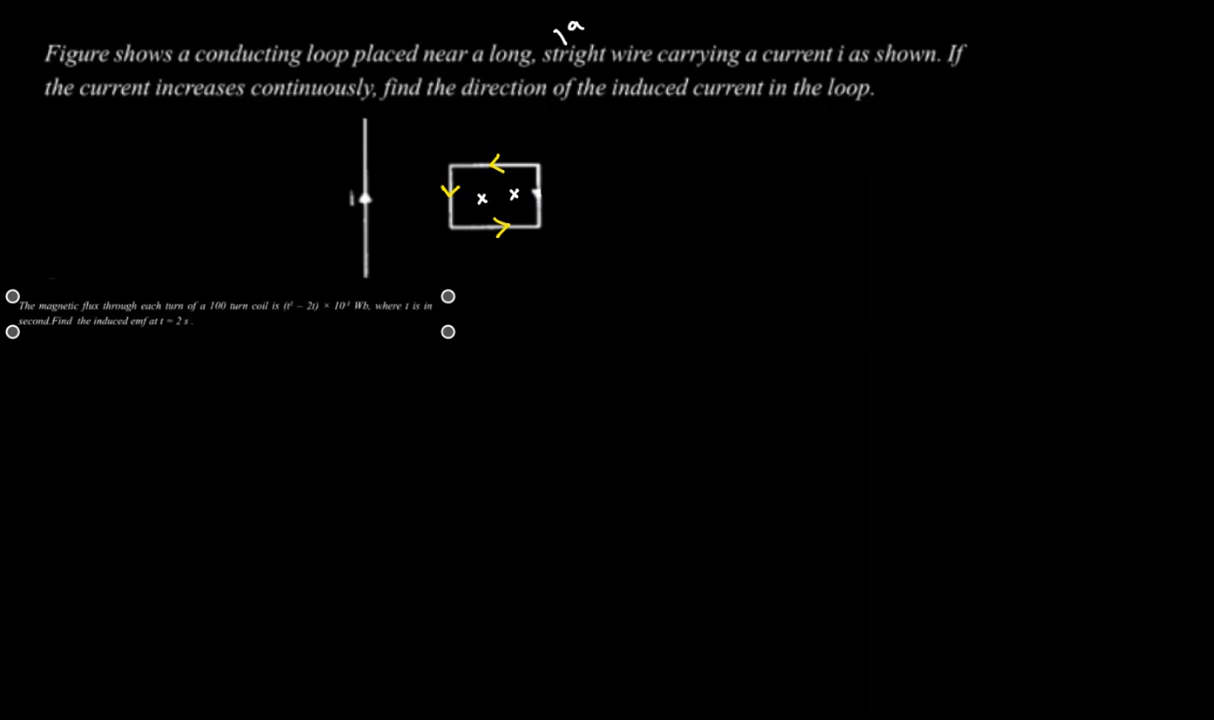 a
Figure shows a conducting loop placed near a long, stright wire carrying a current i as shown. If
the current increases continuously, find the direction of the induced current in the loop.
i
x x
The magnetic flux through each turn of a 100 turn coil is (t³ – 2t) × 10⁻³ Wb, where t is in
second.Find the induced emf at t = 2 s .